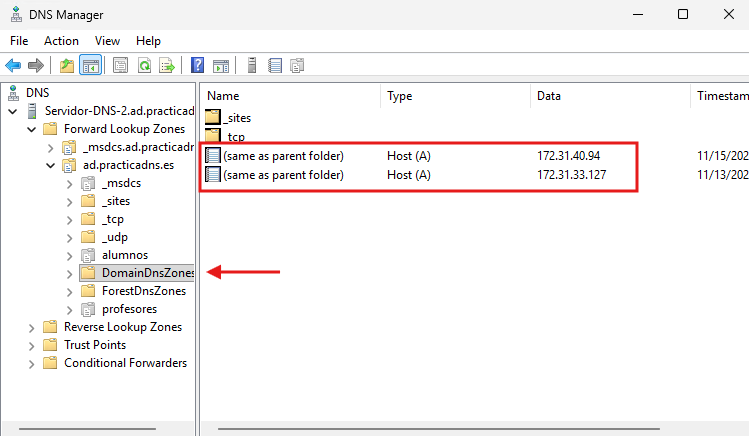 DNS Manager
File Action View Help
DNS
Servidor-DNS-2.ad.practicad
Forward Lookup Zones
_msdcs.ad.practicadn
ad.practicadns.es
_msdcs
_sites
_tcp
_udp
alumnos
DomainDnsZones
ForestDnsZones
profesores
Reverse Lookup Zones
Trust Points
Conditional Forwarders
Name Type Data Timestam
_sites
_tcp
(same as parent folder) Host (A) 172.31.40.94 11/15/202
(same as parent folder) Host (A) 172.31.33.127 11/13/202